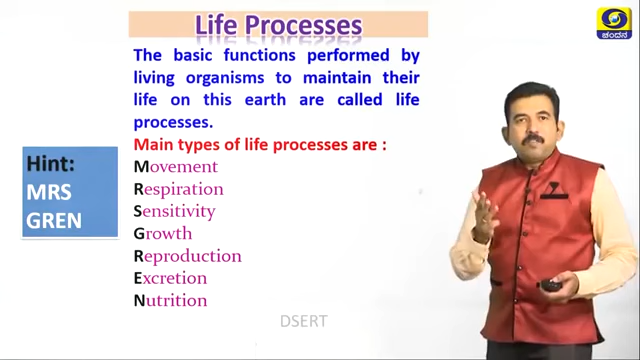 Life Processes
The basic functions performed by
living organisms to maintain their
life on this earth are called life
processes.
Main types of life processes are :
Movement
Respiration
Sensitivity
Growth
Reproduction
Excretion
Nutrition
Hint:
MRS
GREN
DSERT
ಚಂದನ